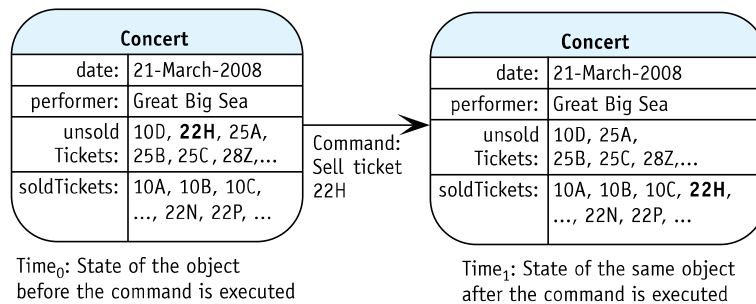 Concert
date: 21-March-2008
performer: Great Big Sea
unsold 10D, 22H, 25A,
Tickets: 25B, 25C, 28Z,...
soldTickets: 10A, 10B, 10C,
..., 22N, 22P, ...
Time0: State of the object
before the command is executed
Command:
Sell ticket
22H
Concert
date: 21-March-2008
performer: Great Big Sea
unsold 10D, 25A,
Tickets: 25B, 25C, 28Z,...
soldTickets: 10A, 10B, 10C, 22H,
..., 22N, 22P, ...
Time1: State of the same object
after the command is executed